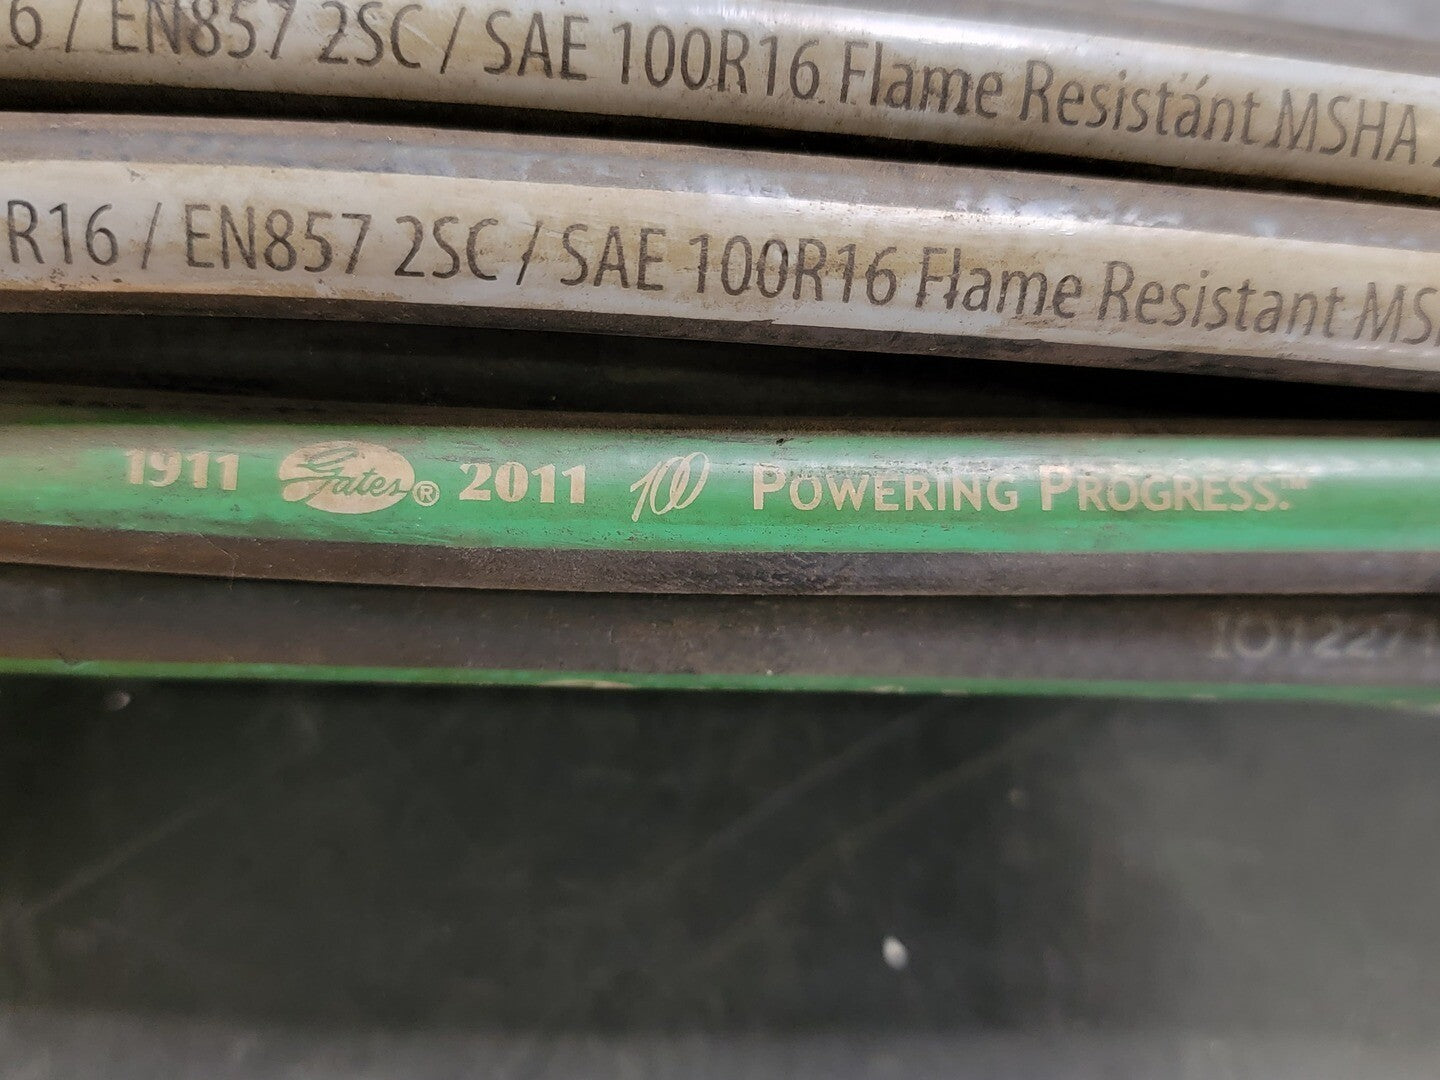 6 / EN857 2SC / SAE 100R16 Flame Resistant MSHA
R16 / EN857 2SC / SAE 100R16 Flame Resistant MS
1911 Gates® 2011 100 POWERING PROGRESS.™